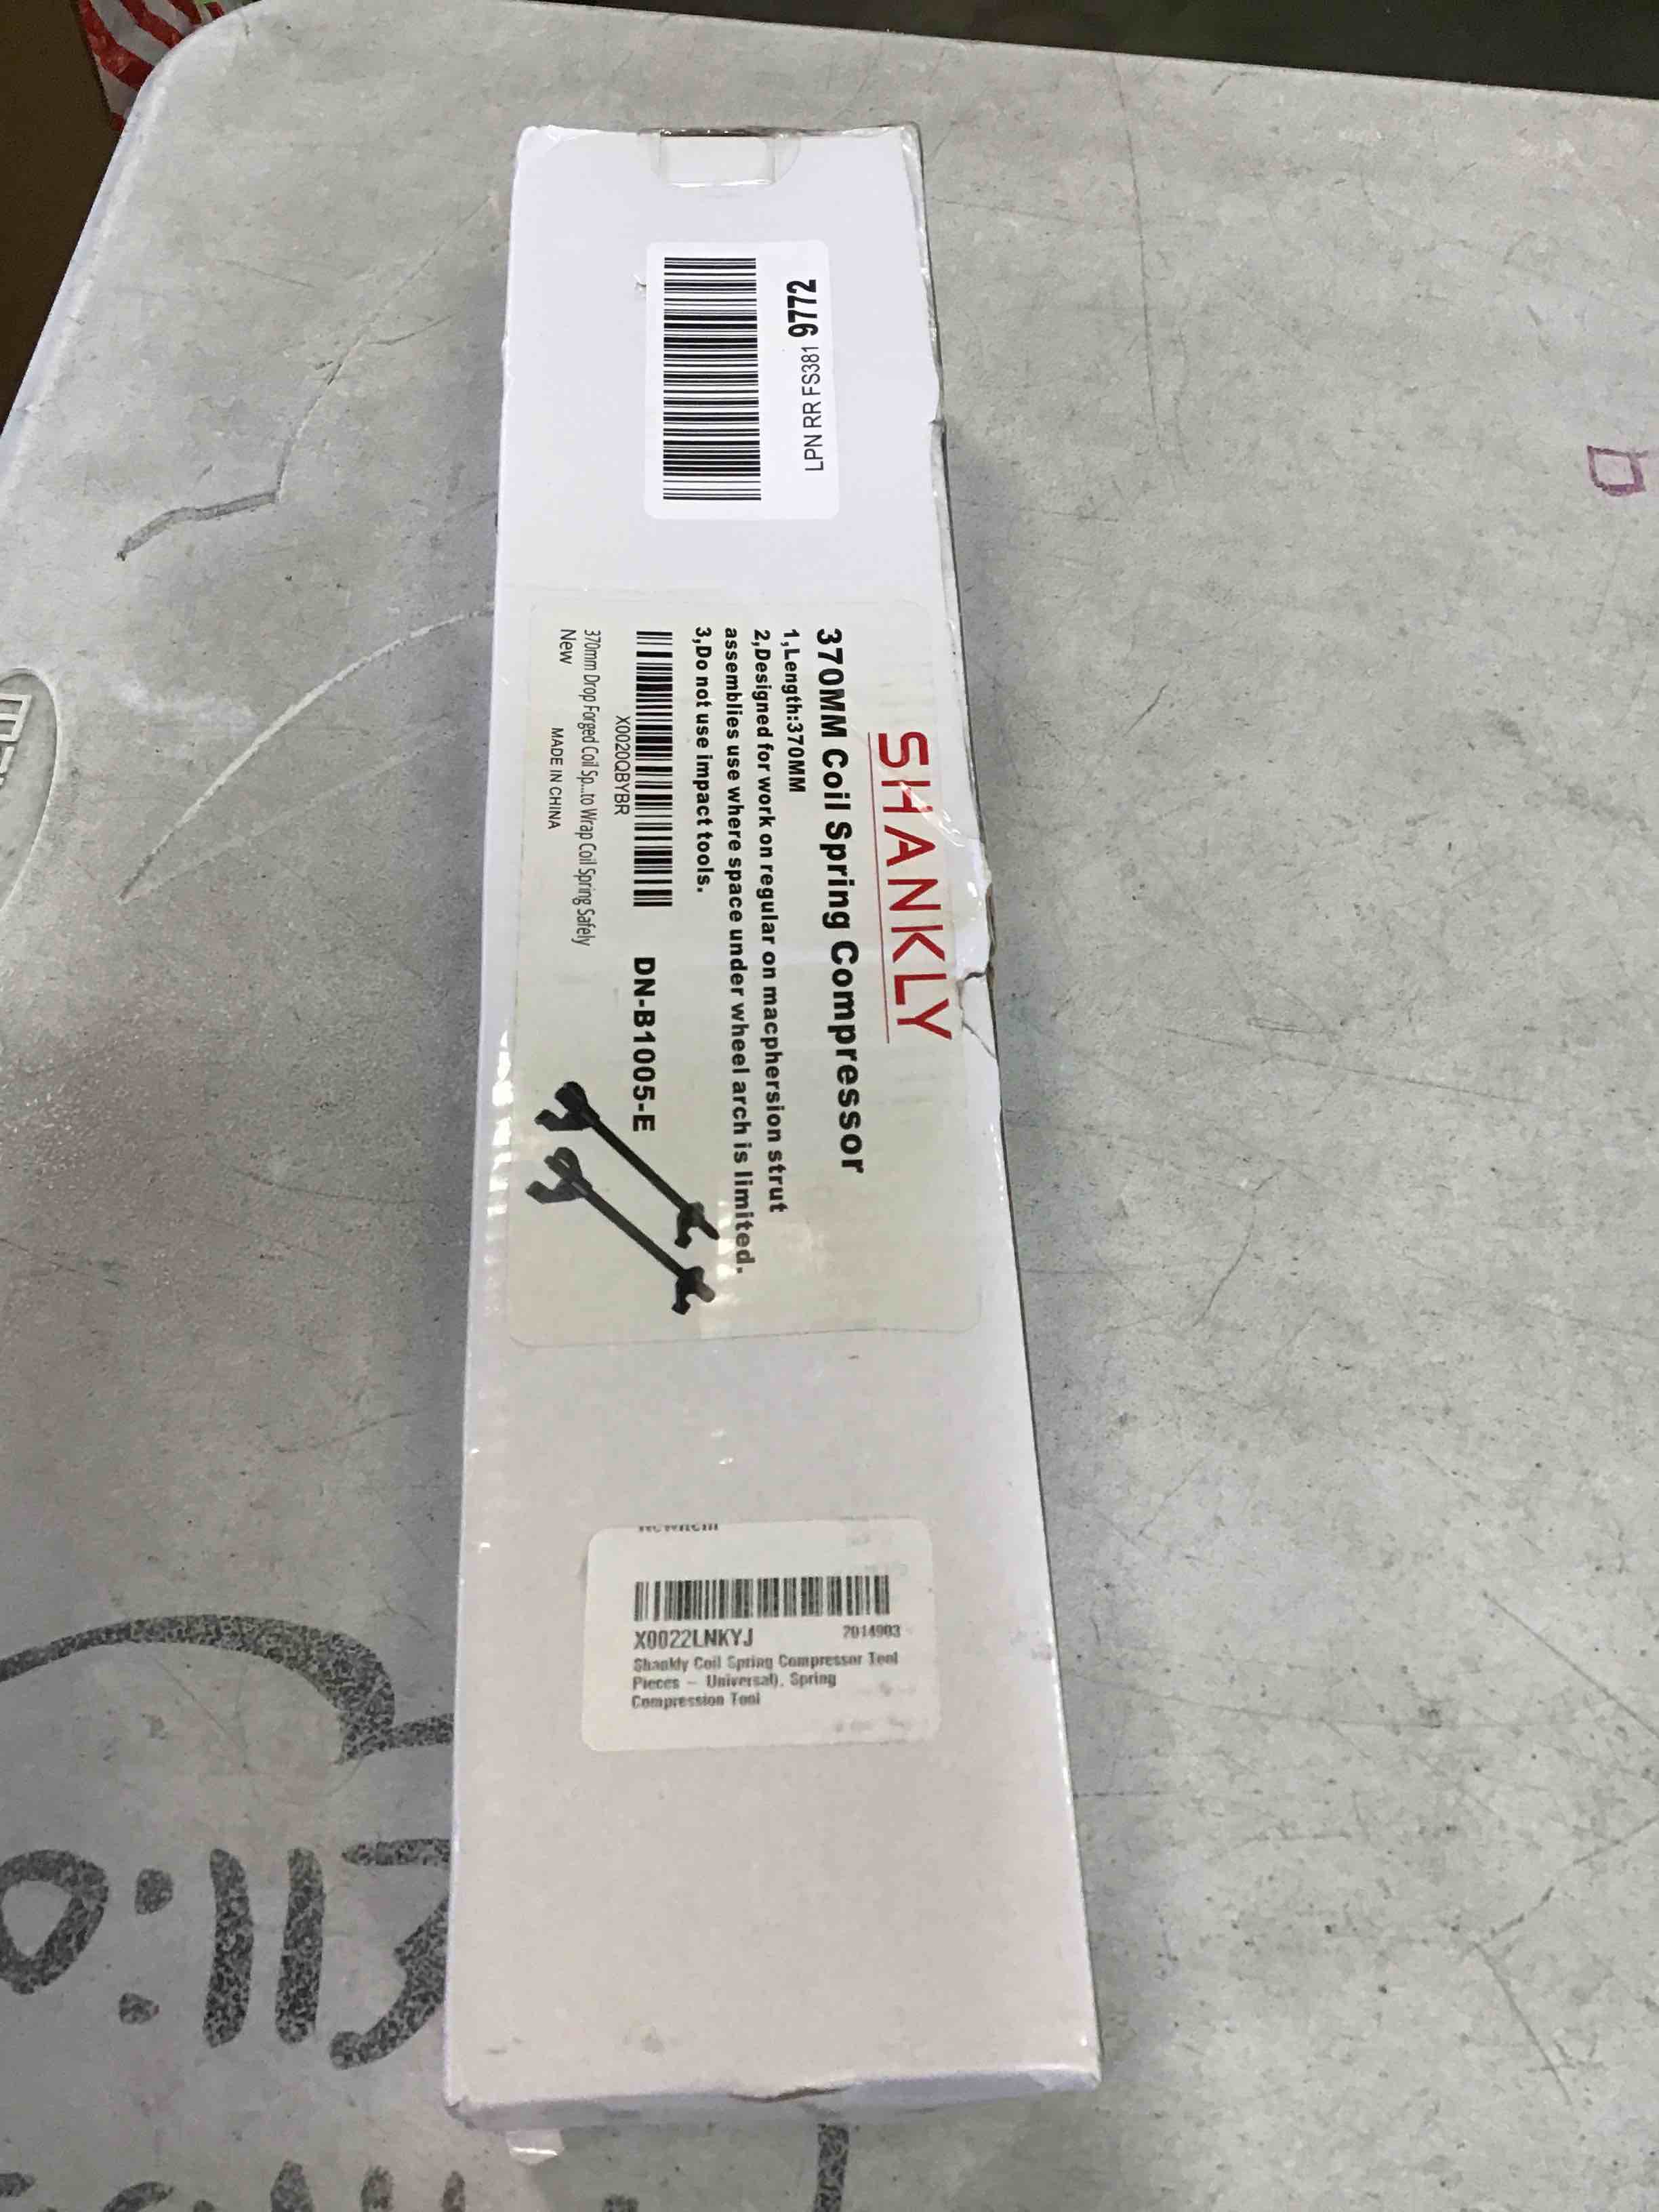 LPN RR FS381 9772
SHANKLY
370MM Coil Spring Compressor
1,Length:370MM
2,Designed for work on regular on macphersion strut
assemblies use where space under wheel arch is limited.
3,Do not use impact tools.
X0020QBYBR
DN-B1005-E
370mm Drop Forged Coil Sp...to Wrap Coil Spring Safely
New
MADE IN CHINA
X0022LNKYJ 2014903
Shankly Coil Spring Compressor Tool
Pieces – Universal), Spring
Compression Tool